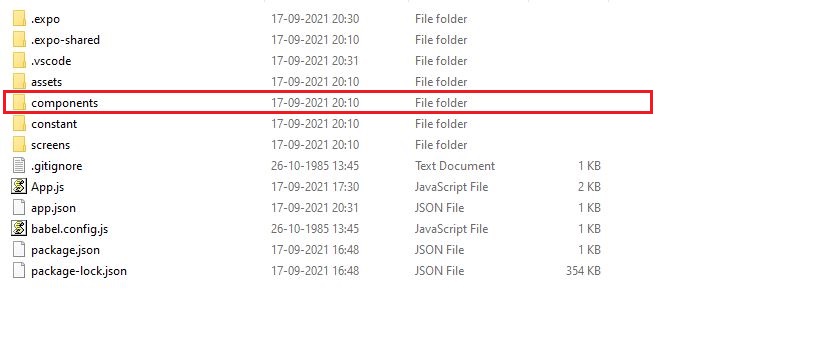 .expo 17-09-2021 20:30 File folder
.expo-shared 17-09-2021 20:10 File folder
.vscode 17-09-2021 20:31 File folder
assets 17-09-2021 20:10 File folder
components 17-09-2021 20:10 File folder
constant 17-09-2021 20:10 File folder
screens 17-09-2021 20:10 File folder
.gitignore 26-10-1985 13:45 Text Document 1 KB
App.js 17-09-2021 17:30 JavaScript File 2 KB
app.json 17-09-2021 20:31 JSON File 1 KB
babel.config.js 26-10-1985 13:45 JavaScript File 1 KB
package.json 17-09-2021 16:48 JSON File 1 KB
package-lock.json 17-09-2021 16:48 JSON File 354 KB